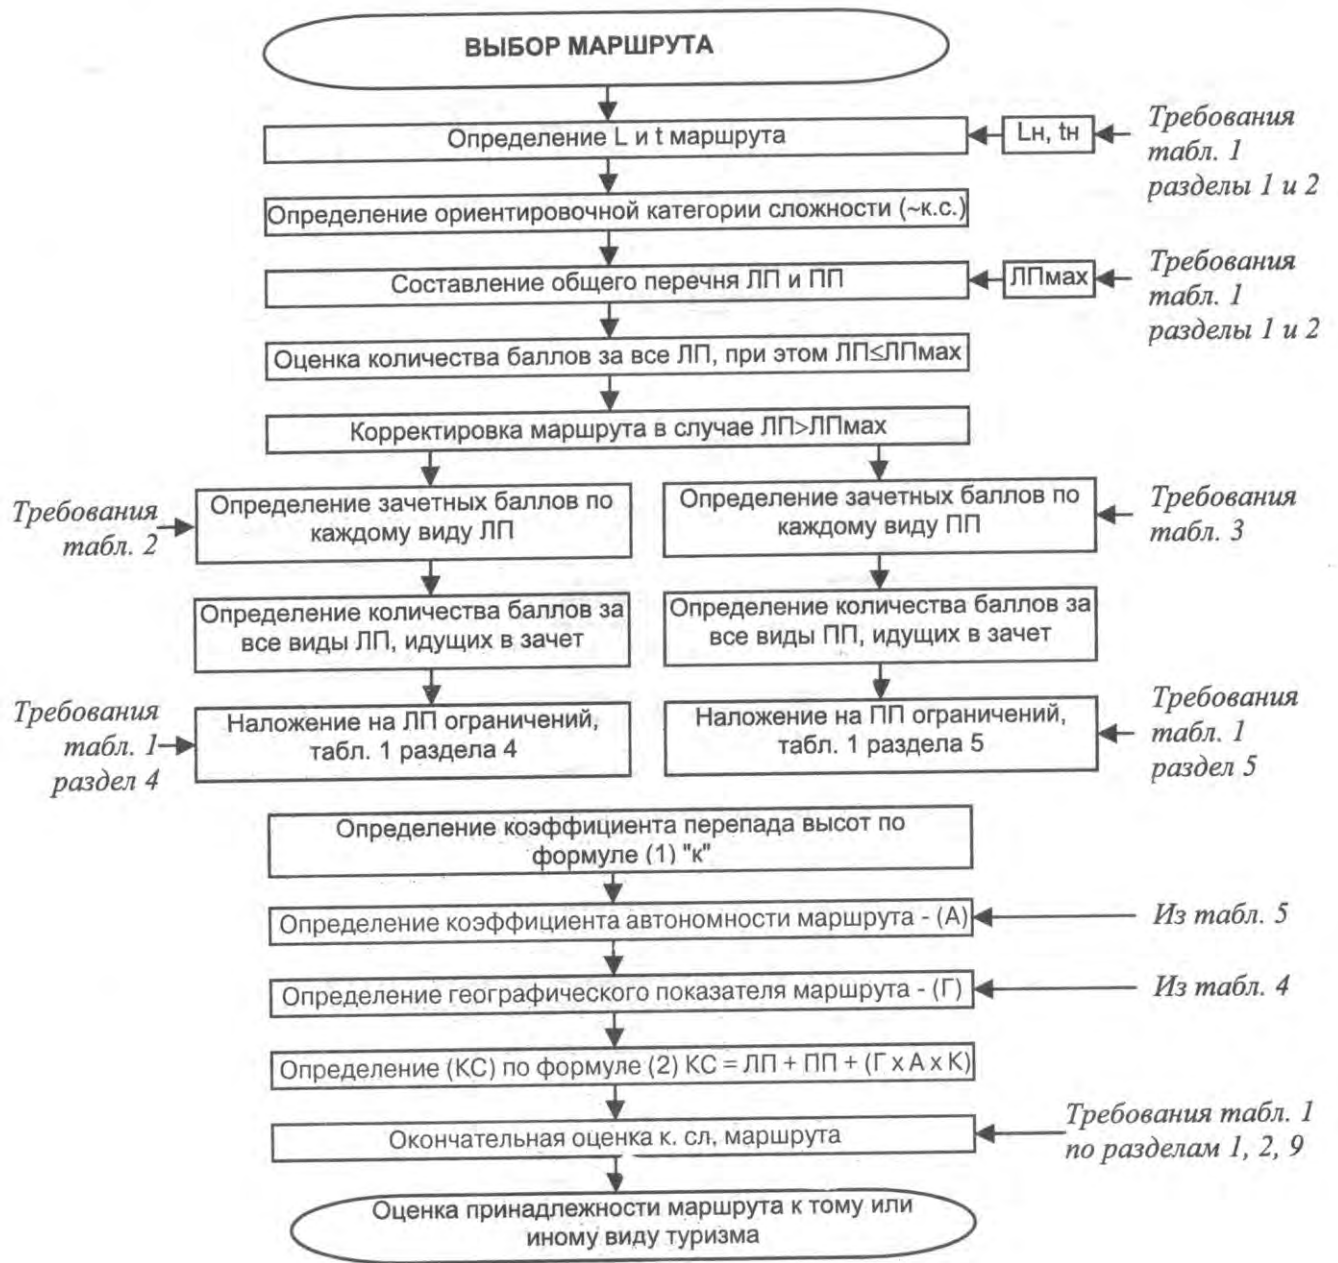 ВЫБОР МАРШРУТА
Определение L и t маршрута
Lн, tн
Требования
табл. 1
разделы 1 и 2
Определение ориентировочной категории сложности (~к.с.)
Составление общего перечня ЛП и ПП
ЛПмах
Требования
табл. 1
разделы 1 и 2
Оценка количества баллов за все ЛП, при этом ЛП≤ЛПмах
Корректировка маршрута в случае ЛП>ЛПмах
Требования
табл. 2
Определение зачетных баллов по
каждому виду ЛП
Определение зачетных баллов по
каждому виду ПП
Требования
табл. 3
Определение количества баллов за
все виды ЛП, идущих в зачет
Определение количества баллов за
все виды ПП, идущих в зачет
Требования
табл. 1
раздел 4
Наложение на ЛП ограничений,
табл. 1 раздела 4
Наложение на ПП ограничений,
табл. 1 раздела 5
Требования
табл. 1
раздел 5
Определение коэффициента перепада высот по
формуле (1) "к"
Определение коэффициента автономности маршрута - (А)
Из табл. 5
Определение географического показателя маршрута - (Г)
Из табл. 4
Определение (КС) по формуле (2) КС = ЛП + ПП + (Г х А х К)
Окончательная оценка к. сл, маршрута
Требования табл. 1
по разделам 1, 2, 9
Оценка принадлежности маршрута к тому или
иному виду туризма